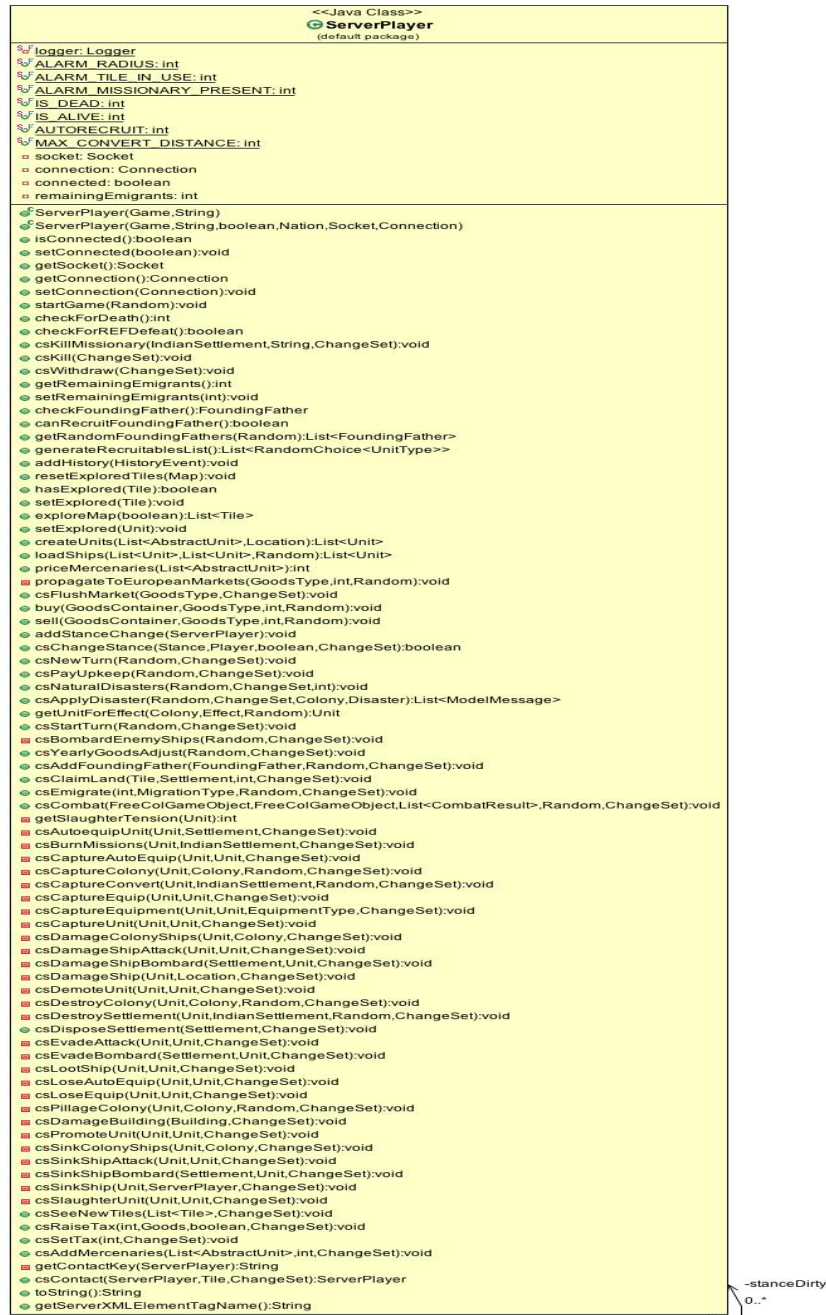 <<Java Class>>
ServerPlayer
(default package)
logger: Logger
ALARM_RADIUS: int
ALARM_TILE_IN_USE: int
ALARM_MISSIONARY_PRESENT: int
IS_DEAD: int
IS_ALIVE: int
AUTORECRUIT: int
MAX_CONVERT_DISTANCE: int
socket: Socket
connection: Connection
connected: boolean
remainingEmigrants: int
ServerPlayer(Game,String)
ServerPlayer(Game,String,boolean,Nation,Socket,Connection)
isConnected():boolean
setConnected(boolean):void
getSocket():Socket
getConnection():Connection
setConnection(Connection):void
startGame(Random):void
checkForDeath():int
checkForREFDefeat():boolean
csKillMissionary(IndianSettlement,String,ChangeSet):void
csKill(ChangeSet):void
csWithdraw(ChangeSet):void
getRemainingEmigrants():int
setRemainingEmigrants(int):void
checkFoundingFather():FoundingFather
canRecruitFoundingFather():boolean
getRandomFoundingFathers(Random):List<FoundingFather>
generateRecruitablesList():List<RandomChoice<UnitType>>
addHistory(HistoryEvent):void
resetExploredTiles(Map):void
hasExplored(Tile):boolean
setExplored(Tile):void
exploreMap(boolean):List<Tile>
setExplored(Unit):void
createUnits(List<AbstractUnit>,Location):List<Unit>
loadShips(List<Unit>,List<Unit>,Random):List<Unit>
priceMercenaries(List<AbstractUnit>):int
propagateToEuropeanMarkets(GoodsType,int,Random):void
csFlushMarket(GoodsType,ChangeSet):void
buy(GoodsContainer,GoodsType,int,Random):void
sell(GoodsContainer,GoodsType,int,Random):void
addStanceChange(ServerPlayer):void
csChangeStance(Stance,Player,boolean,ChangeSet):boolean
csNewTurn(Random,ChangeSet):void
csPayUpkeep(Random,ChangeSet):void
csNaturalDisasters(Random,ChangeSet,int):void
csApplyDisaster(Random,ChangeSet,Colony,Disaster):List<ModelMessage>
getUnitForEffect(Colony,Effect,Random):Unit
csStartTurn(Random,ChangeSet):void
csBombardEnemyShips(Random,ChangeSet):void
csYearlyGoodsAdjust(Random,ChangeSet):void
csAddFoundingFather(FoundingFather,Random,ChangeSet):void
csClaimLand(Tile,Settlement,int,ChangeSet):void
csEmigrate(int,MigrationType,Random,ChangeSet):void
csCombat(FreeColGameObject,FreeColGameObject,List<CombatResult>,Random,ChangeSet):void
getSlaughterTension(Unit):int
csAutoequipUnit(Unit,Settlement,ChangeSet):void
csBurnMissions(Unit,IndianSettlement,ChangeSet):void
csCaptureAutoEquip(Unit,Unit,ChangeSet):void
csCaptureColony(Unit,Colony,Random,ChangeSet):void
csCaptureConvert(Unit,IndianSettlement,Random,ChangeSet):void
csCaptureEquip(Unit,Unit,ChangeSet):void
csCaptureEquipment(Unit,Unit,EquipmentType,ChangeSet):void
csCaptureUnit(Unit,Unit,ChangeSet):void
csDamageColonyShips(Unit,Colony,ChangeSet):void
csDamageShipAttack(Unit,Unit,ChangeSet):void
csDamageShipBombard(Settlement,Unit,ChangeSet):void
csDamageShip(Unit,Location,ChangeSet):void
csDemoteUnit(Unit,Unit,ChangeSet):void
csDestroyColony(Unit,Colony,Random,ChangeSet):void
csDestroySettlement(Unit,IndianSettlement,Random,ChangeSet):void
csDisposeSettlement(Settlement,ChangeSet):void
csEvadeAttack(Unit,Unit,ChangeSet):void
csEvadeBombard(Settlement,Unit,ChangeSet):void
csLootShip(Unit,Unit,ChangeSet):void
csLoseAutoEquip(Unit,Unit,ChangeSet):void
csLoseEquip(Unit,Unit,ChangeSet):void
csPillageColony(Unit,Colony,Random,ChangeSet):void
csDamageBuilding(Building,ChangeSet):void
csPromoteUnit(Unit,Unit,ChangeSet):void
csSinkColonyShips(Unit,Colony,ChangeSet):void
csSinkShipAttack(Unit,Unit,ChangeSet):void
csSinkShipBombard(Settlement,Unit,ChangeSet):void
csSinkShip(Unit,ServerPlayer,ChangeSet):void
csSlaughterUnit(Unit,Unit,ChangeSet):void
csSeeNewTiles(List<Tile>,ChangeSet):void
csRaiseTax(int,Goods,boolean,ChangeSet):void
csSetTax(int,ChangeSet):void
csAddMercenaries(List<AbstractUnit>,int,ChangeSet):void
getContactKey(ServerPlayer):String
csContact(ServerPlayer,Tile,ChangeSet):ServerPlayer
toString():String
getServerXMLElementTagName():String
-stanceDirty
0..*